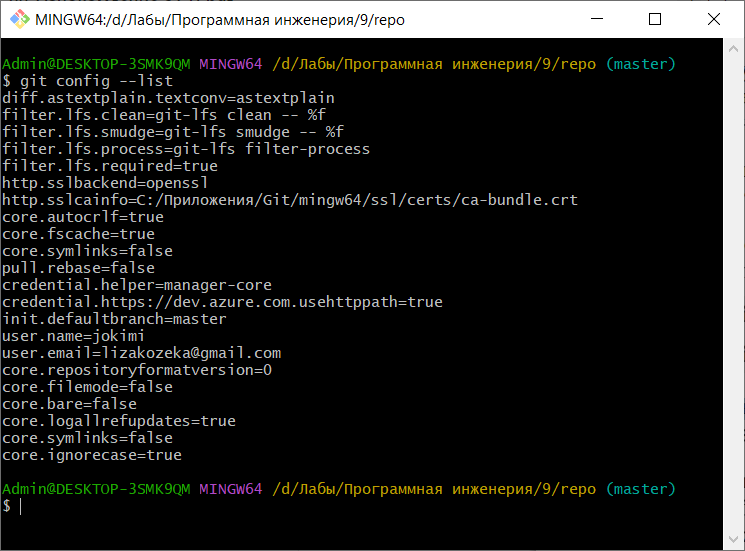 MINGW64:/d/Лабы/Программная инженерия/9/repo
Admin@DESKTOP-3SMK9QM MINGW64 /d/Лабы/Программная инженерия/9/repo (master)
$ git config --list
diff.astextplain.textconv=astextplain
filter.lfs.clean=git-lfs clean -- %f
filter.lfs.smudge=git-lfs smudge -- %f
filter.lfs.process=git-lfs filter-process
filter.lfs.required=true
http.sslbackend=openssl
http.sslcainfo=C:/Приложения/Git/mingw64/ssl/certs/ca-bundle.crt
core.autocrlf=true
core.fscache=true
core.symlinks=false
pull.rebase=false
credential.helper=manager-core
credential.https://dev.azure.com.usehttppath=true
init.defaultbranch=master
user.name=jokimi
user.email=lizakozeka@gmail.com
core.repositoryformatversion=0
core.filemode=false
core.bare=false
core.logallrefupdates=true
core.symlinks=false
core.ignorecase=true
Admin@DESKTOP-3SMK9QM MINGW64 /d/Лабы/Программная инженерия/9/repo (master)
$